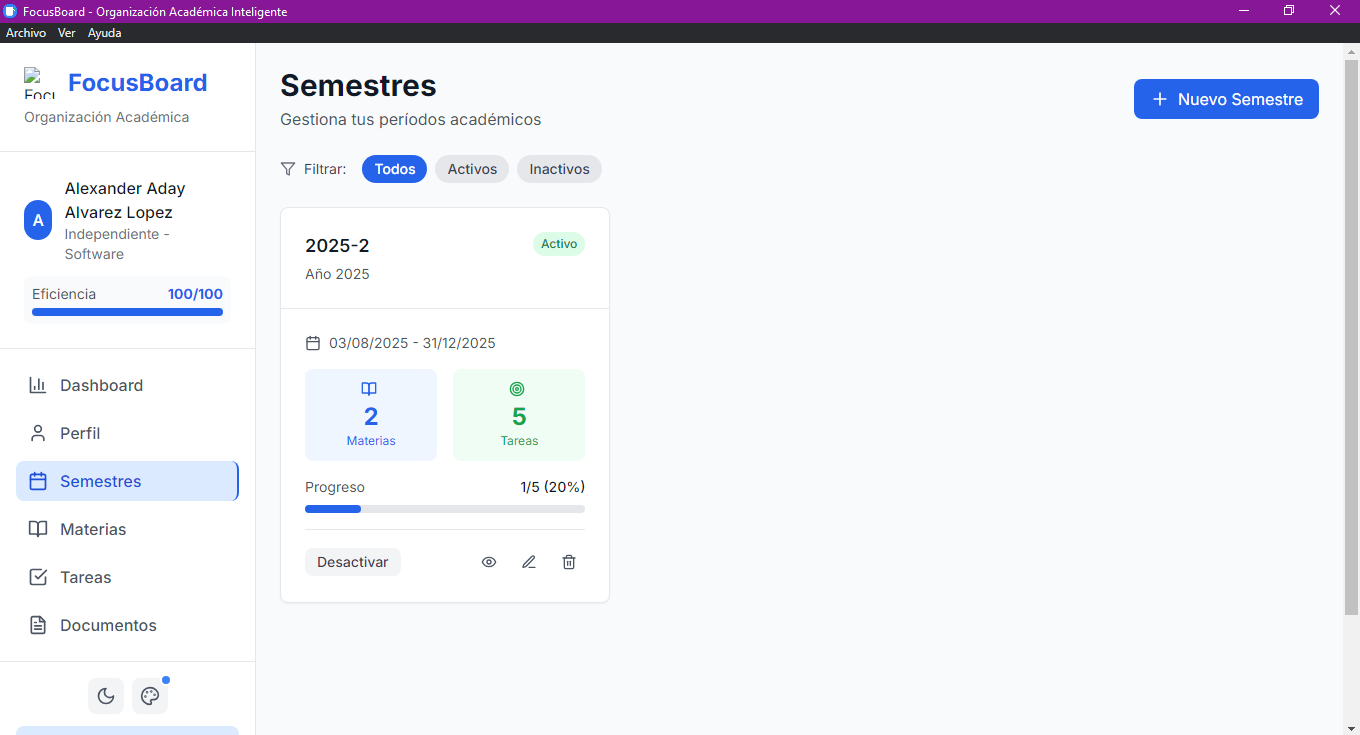 FocusBoard - Organización Académica Inteligente
Archivo Ver Ayuda
FocusBoard
Organización Académica
A
Alexander Aday
Alvarez Lopez
Independiente -
Software
Eficiencia 100/100
Dashboard
Perfil
Semestres
Materias
Tareas
Documentos
Semestres
Gestiona tus períodos académicos
Nuevo Semestre
Filtrar: Todos Activos Inactivos
2025-2 Activo
Año 2025
03/08/2025 - 31/12/2025
2 5
Materias Tareas
Progreso 1/5 (20%)
Desactivar